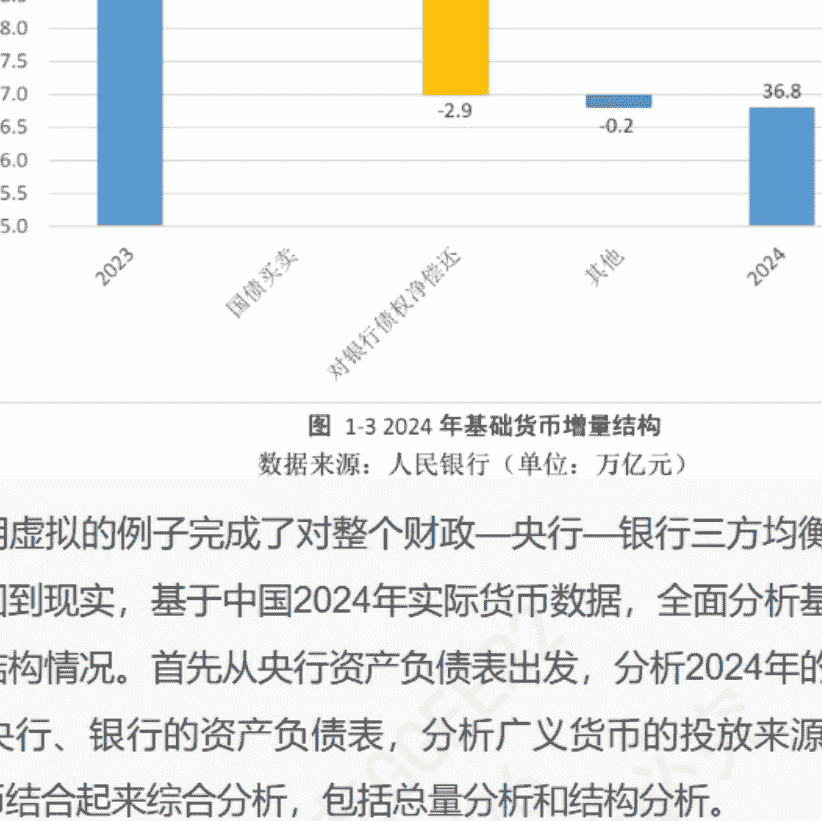 8.0
7.5
7.0
-2.9
36.8
6.5
-0.2
6.0
5.5
5.0
2023
国债买卖
对银行债权净偿还
其他
2024
图 1-3 2024 年基础货币增量结构
数据来源：人民银行（单位：万亿元）
虚拟的例子完成了对整个财政—央行—银行三方均衡
到现实，基于中国2024年实际货币数据，全面分析基
构情况。首先从央行资产负债表出发，分析2024年的
央行、银行的资产负债表，分析广义货币的投放来源
结合起来综合分析，包括总量分析和结构分析。